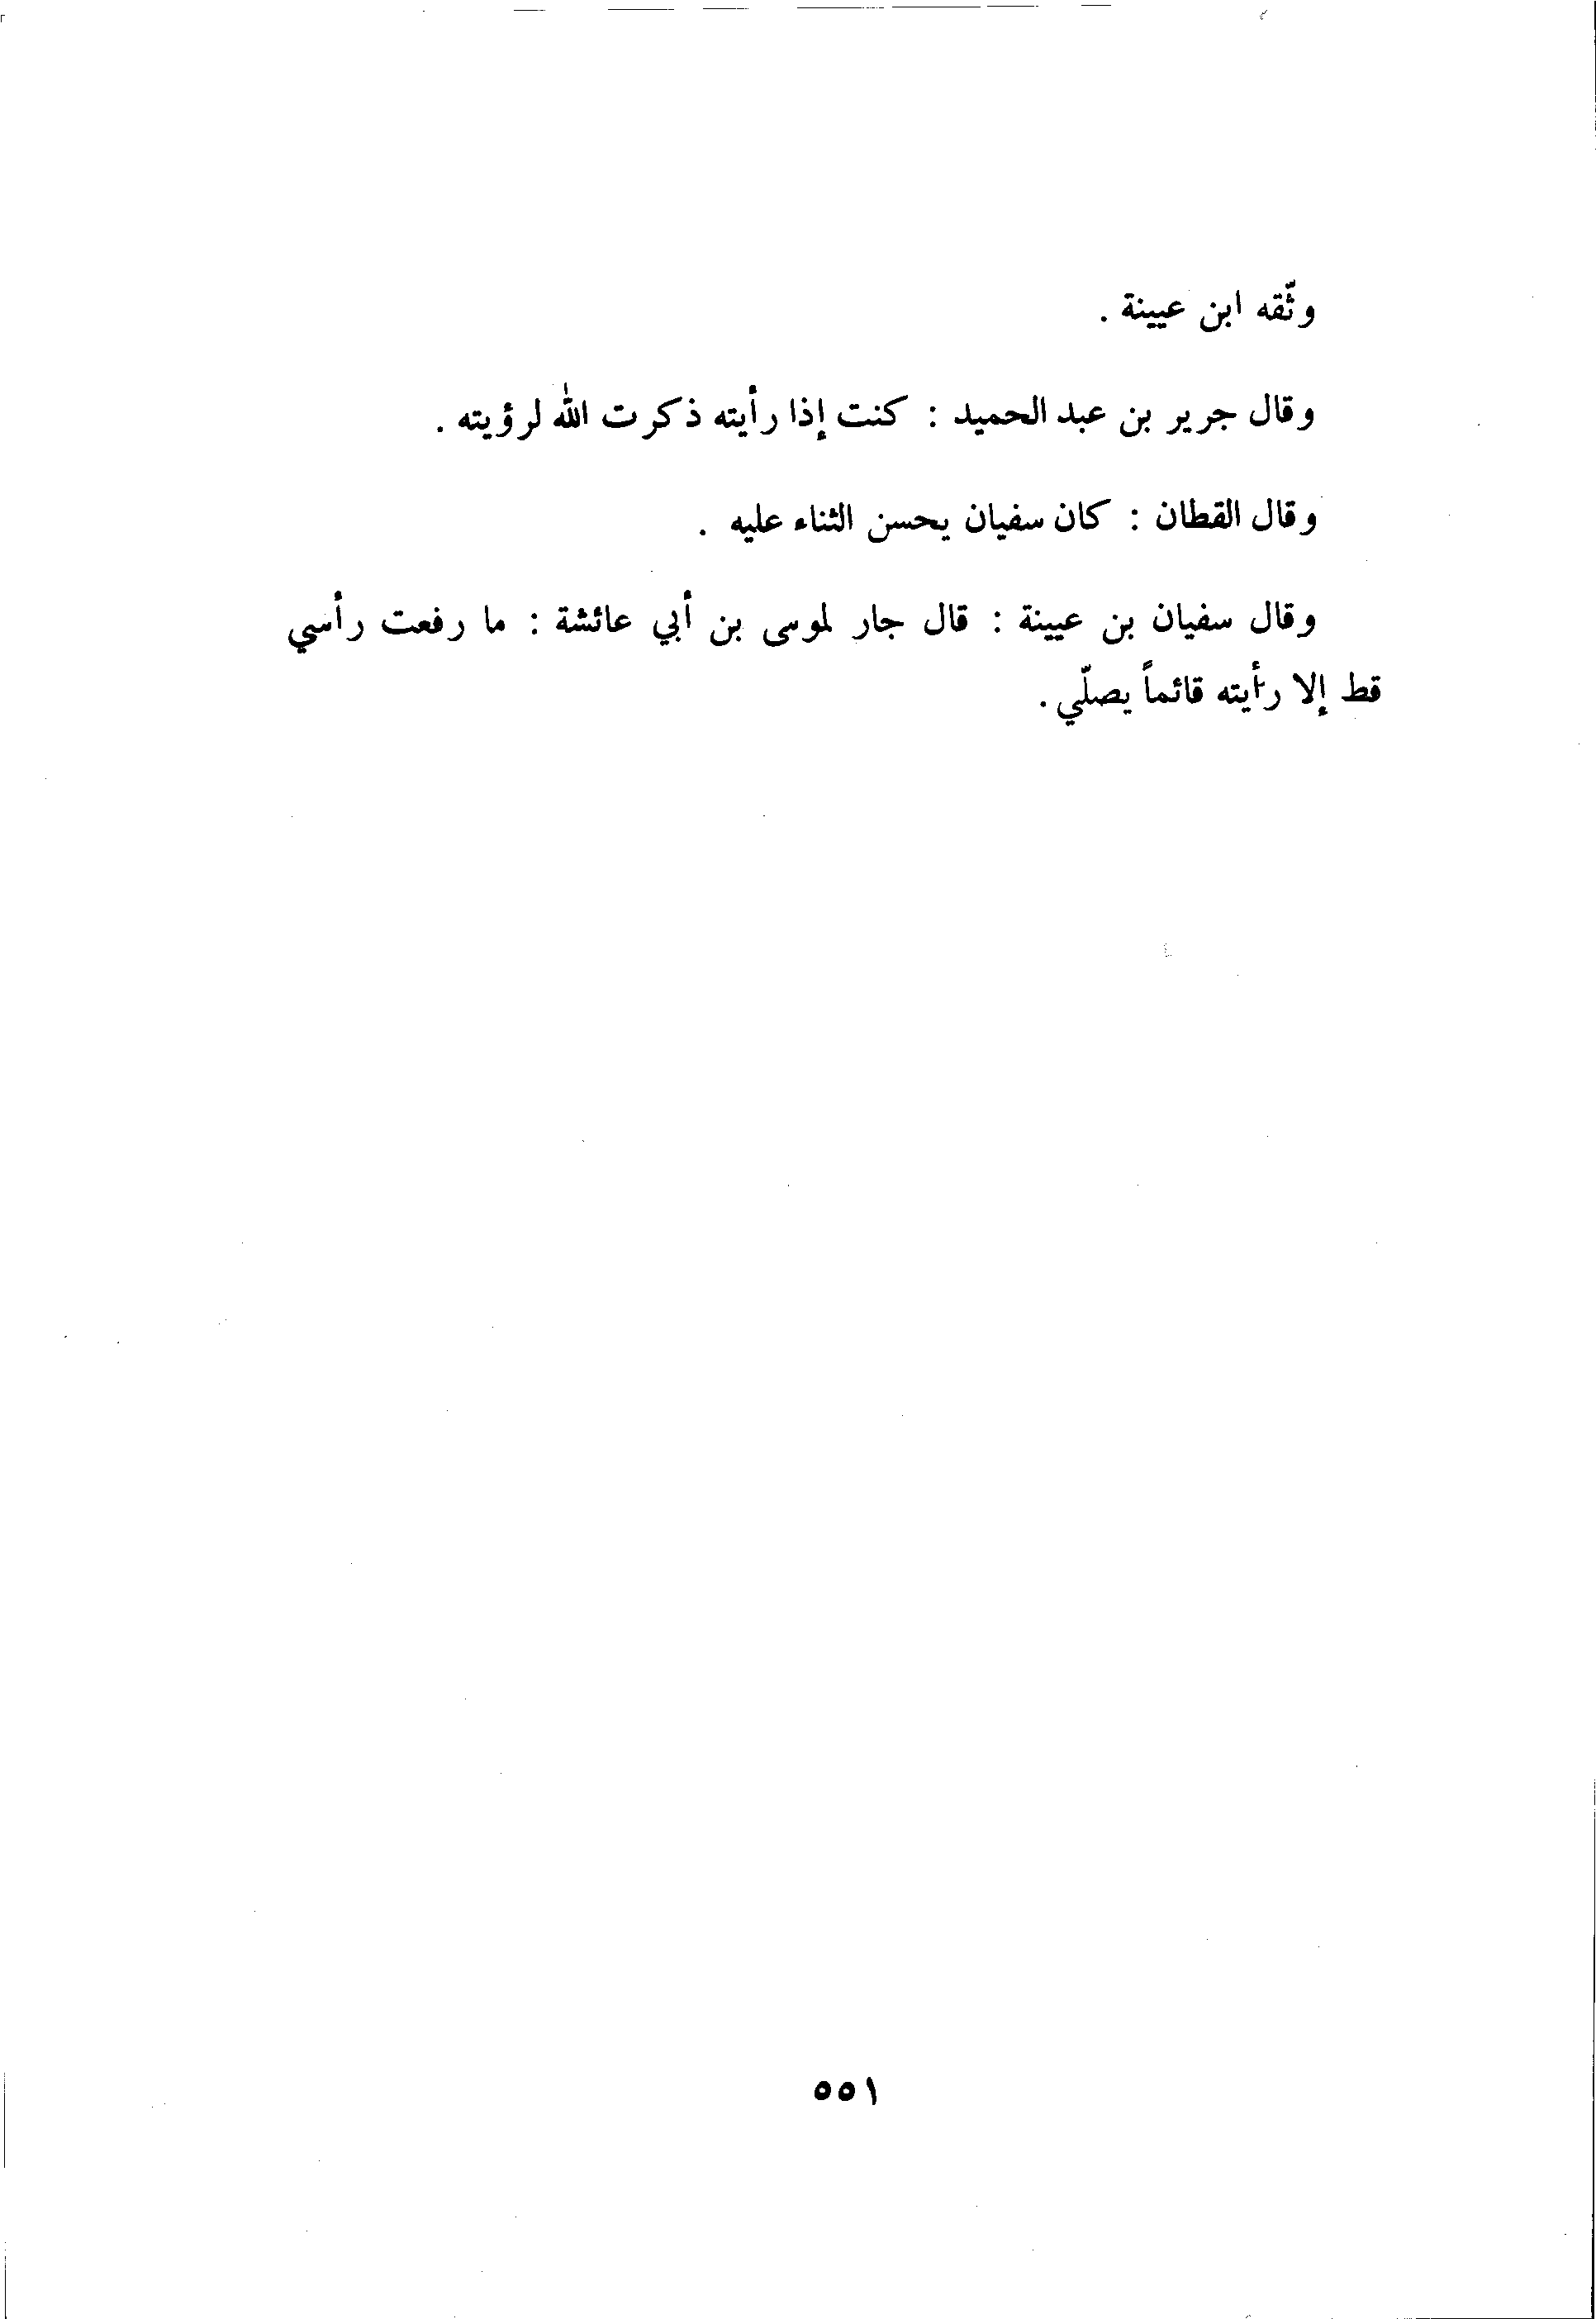 وثّقه ابن عيينة .
وقال جرير بن عبد الحميد : كنت إذا رأيته ذكرت الله لرؤيته .
وقال القطان : كان سفيان يحسن الثناء عليه .
وقال سفيان بن عيينة : قال جار لموسى بن أبي عائشة : ما رفعت رأسي
قط إلا رأيته قائماً يصلّي .
٥٥١